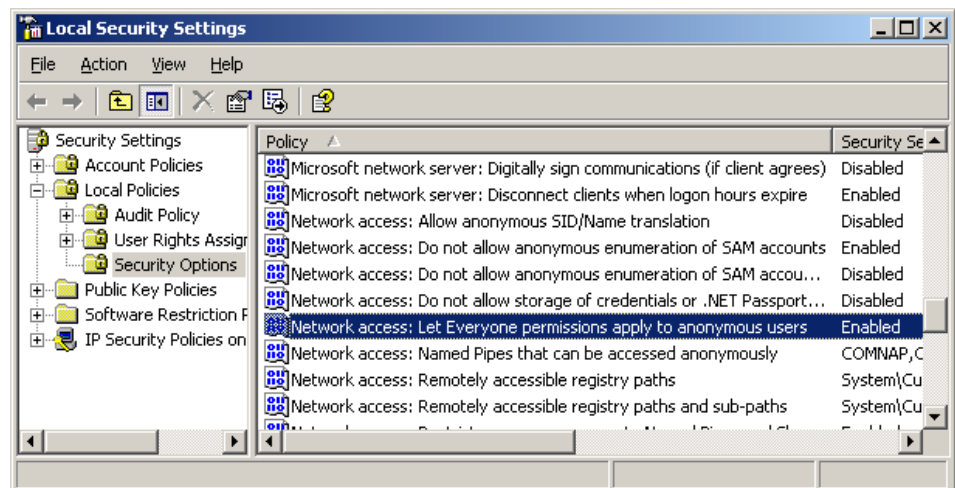 Local Security Settings
File Action View Help
Security Settings
Account Policies
Local Policies
Audit Policy
User Rights Assigr
Security Options
Public Key Policies
Software Restriction F
IP Security Policies on
Policy Security Se
Microsoft network server: Digitally sign communications (if client agrees) Disabled
Microsoft network server: Disconnect clients when logon hours expire Enabled
Network access: Allow anonymous SID/Name translation Disabled
Network access: Do not allow anonymous enumeration of SAM accounts Enabled
Network access: Do not allow anonymous enumeration of SAM accou... Disabled
Network access: Do not allow storage of credentials or .NET Passport... Disabled
Network access: Let Everyone permissions apply to anonymous users Enabled
Network access: Named Pipes that can be accessed anonymously COMNAP,C
Network access: Remotely accessible registry paths System\Cu
Network access: Remotely accessible registry paths and sub-paths System\Cu